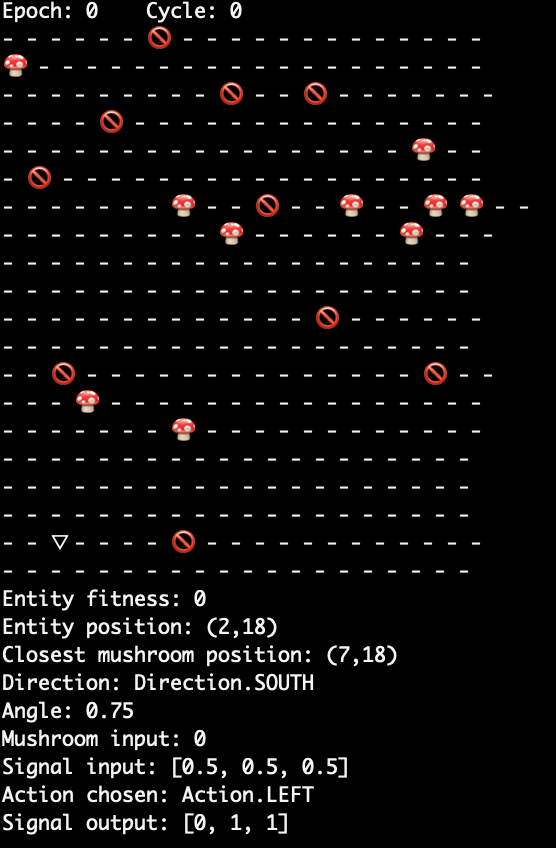 Epoch: 0    Cycle: 0
- - - - - - 🚫 - - - - - - - - - - - - -
🍄 - - - - - - - - - - - - - - - - - - -
- - - - - - - - - 🚫 - - 🚫 - - - - - - -
- - - - 🚫 - - - - - - - - - - - - - - -
- - - - - - - - - - - - - - - - - 🍄 - -
- 🚫 - - - - - - - - - - - - - - - - - -
- - - - - - - 🍄 - - 🚫 - - 🍄 - - 🍄 🍄 - -
- - - - - - - - - 🍄 - - - - - - 🍄 - - -
- - - - - - - - - - - - - - - - - - - -
- - - - - - - - - - - - - - - - - - - -
- - - - - - - - - - - - - 🚫 - - - - - -
- - - - - - - - - - - - - - - - - - - -
- - 🚫 - - - - - - - - - - - - - - 🚫 - -
- - - 🍄 - - - - - - - - - - - - - - - -
- - - - - - - 🍄 - - - - - - - - - - - -
- - - - - - - - - - - - - - - - - - - -
- - - - - - - - - - - - - - - - - - - -
- - - - - - - - - - - - - - - - - - - -
- - ▽ - - - - 🚫 - - - - - - - - - - - -
- - - - - - - - - - - - - - - - - - - -
Entity fitness: 0
Entity position: (2,18)
Closest mushroom position: (7,18)
Direction: Direction.SOUTH
Angle: 0.75
Mushroom input: 0
Signal input: [0.5, 0.5, 0.5]
Action chosen: Action.LEFT
Signal output: [0, 1, 1]